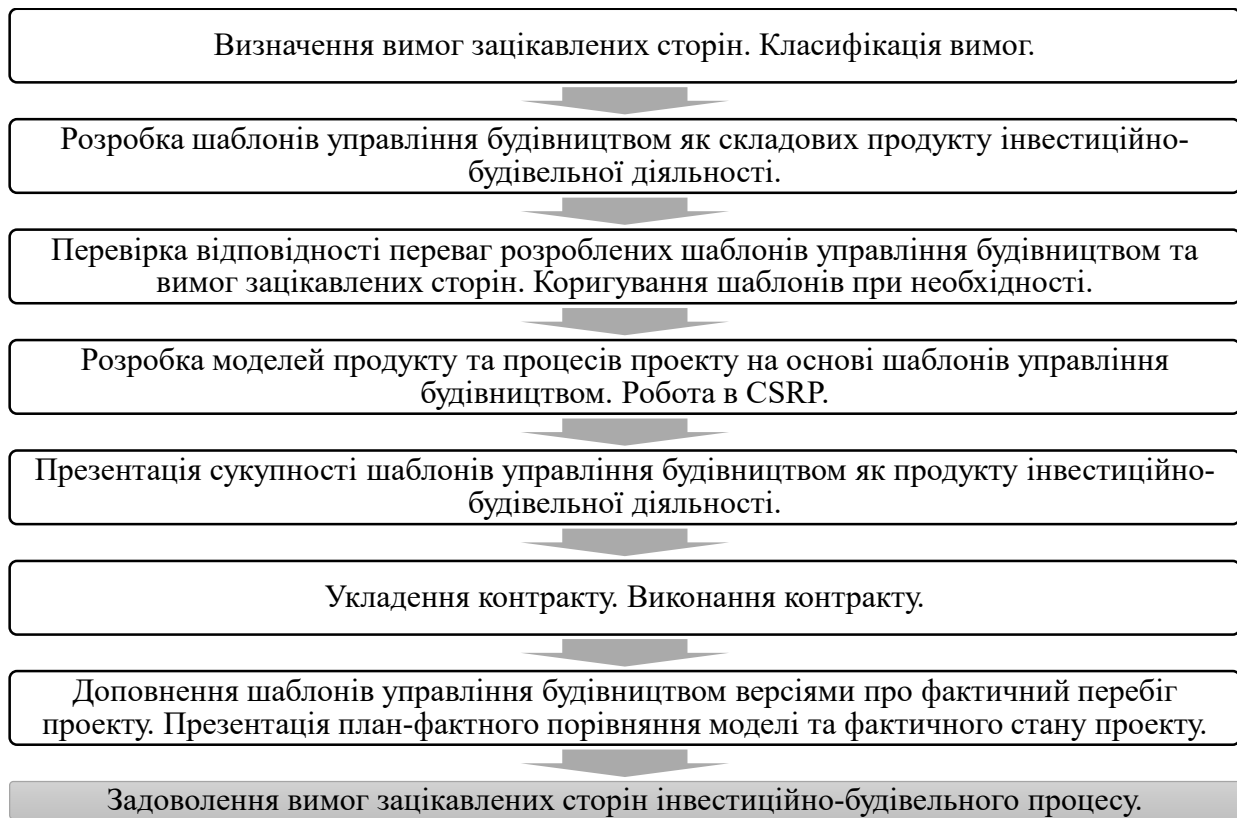 Визначення вимог зацікавлених сторін. Класифікація вимог.
Розробка шаблонів управління будівництвом як складових продукту інвестиційно-
будівельної діяльності.
Перевірка відповідності переваг розроблених шаблонів управління будівництвом та
вимог зацікавлених сторін. Коригування шаблонів при необхідності.
Розробка моделей продукту та процесів проекту на основі шаблонів управління
будівництвом. Робота в CSRP.
Презентація сукупності шаблонів управління будівництвом як продукту інвестиційно-
будівельної діяльності.
Укладення контракту. Виконання контракту.
Доповнення шаблонів управління будівництвом версіями про фактичний перебіг
проекту. Презентація план-фактного порівняння моделі та фактичного стану проекту.
Задоволення вимог зацікавлених сторін інвестиційно-будівельного процесу.